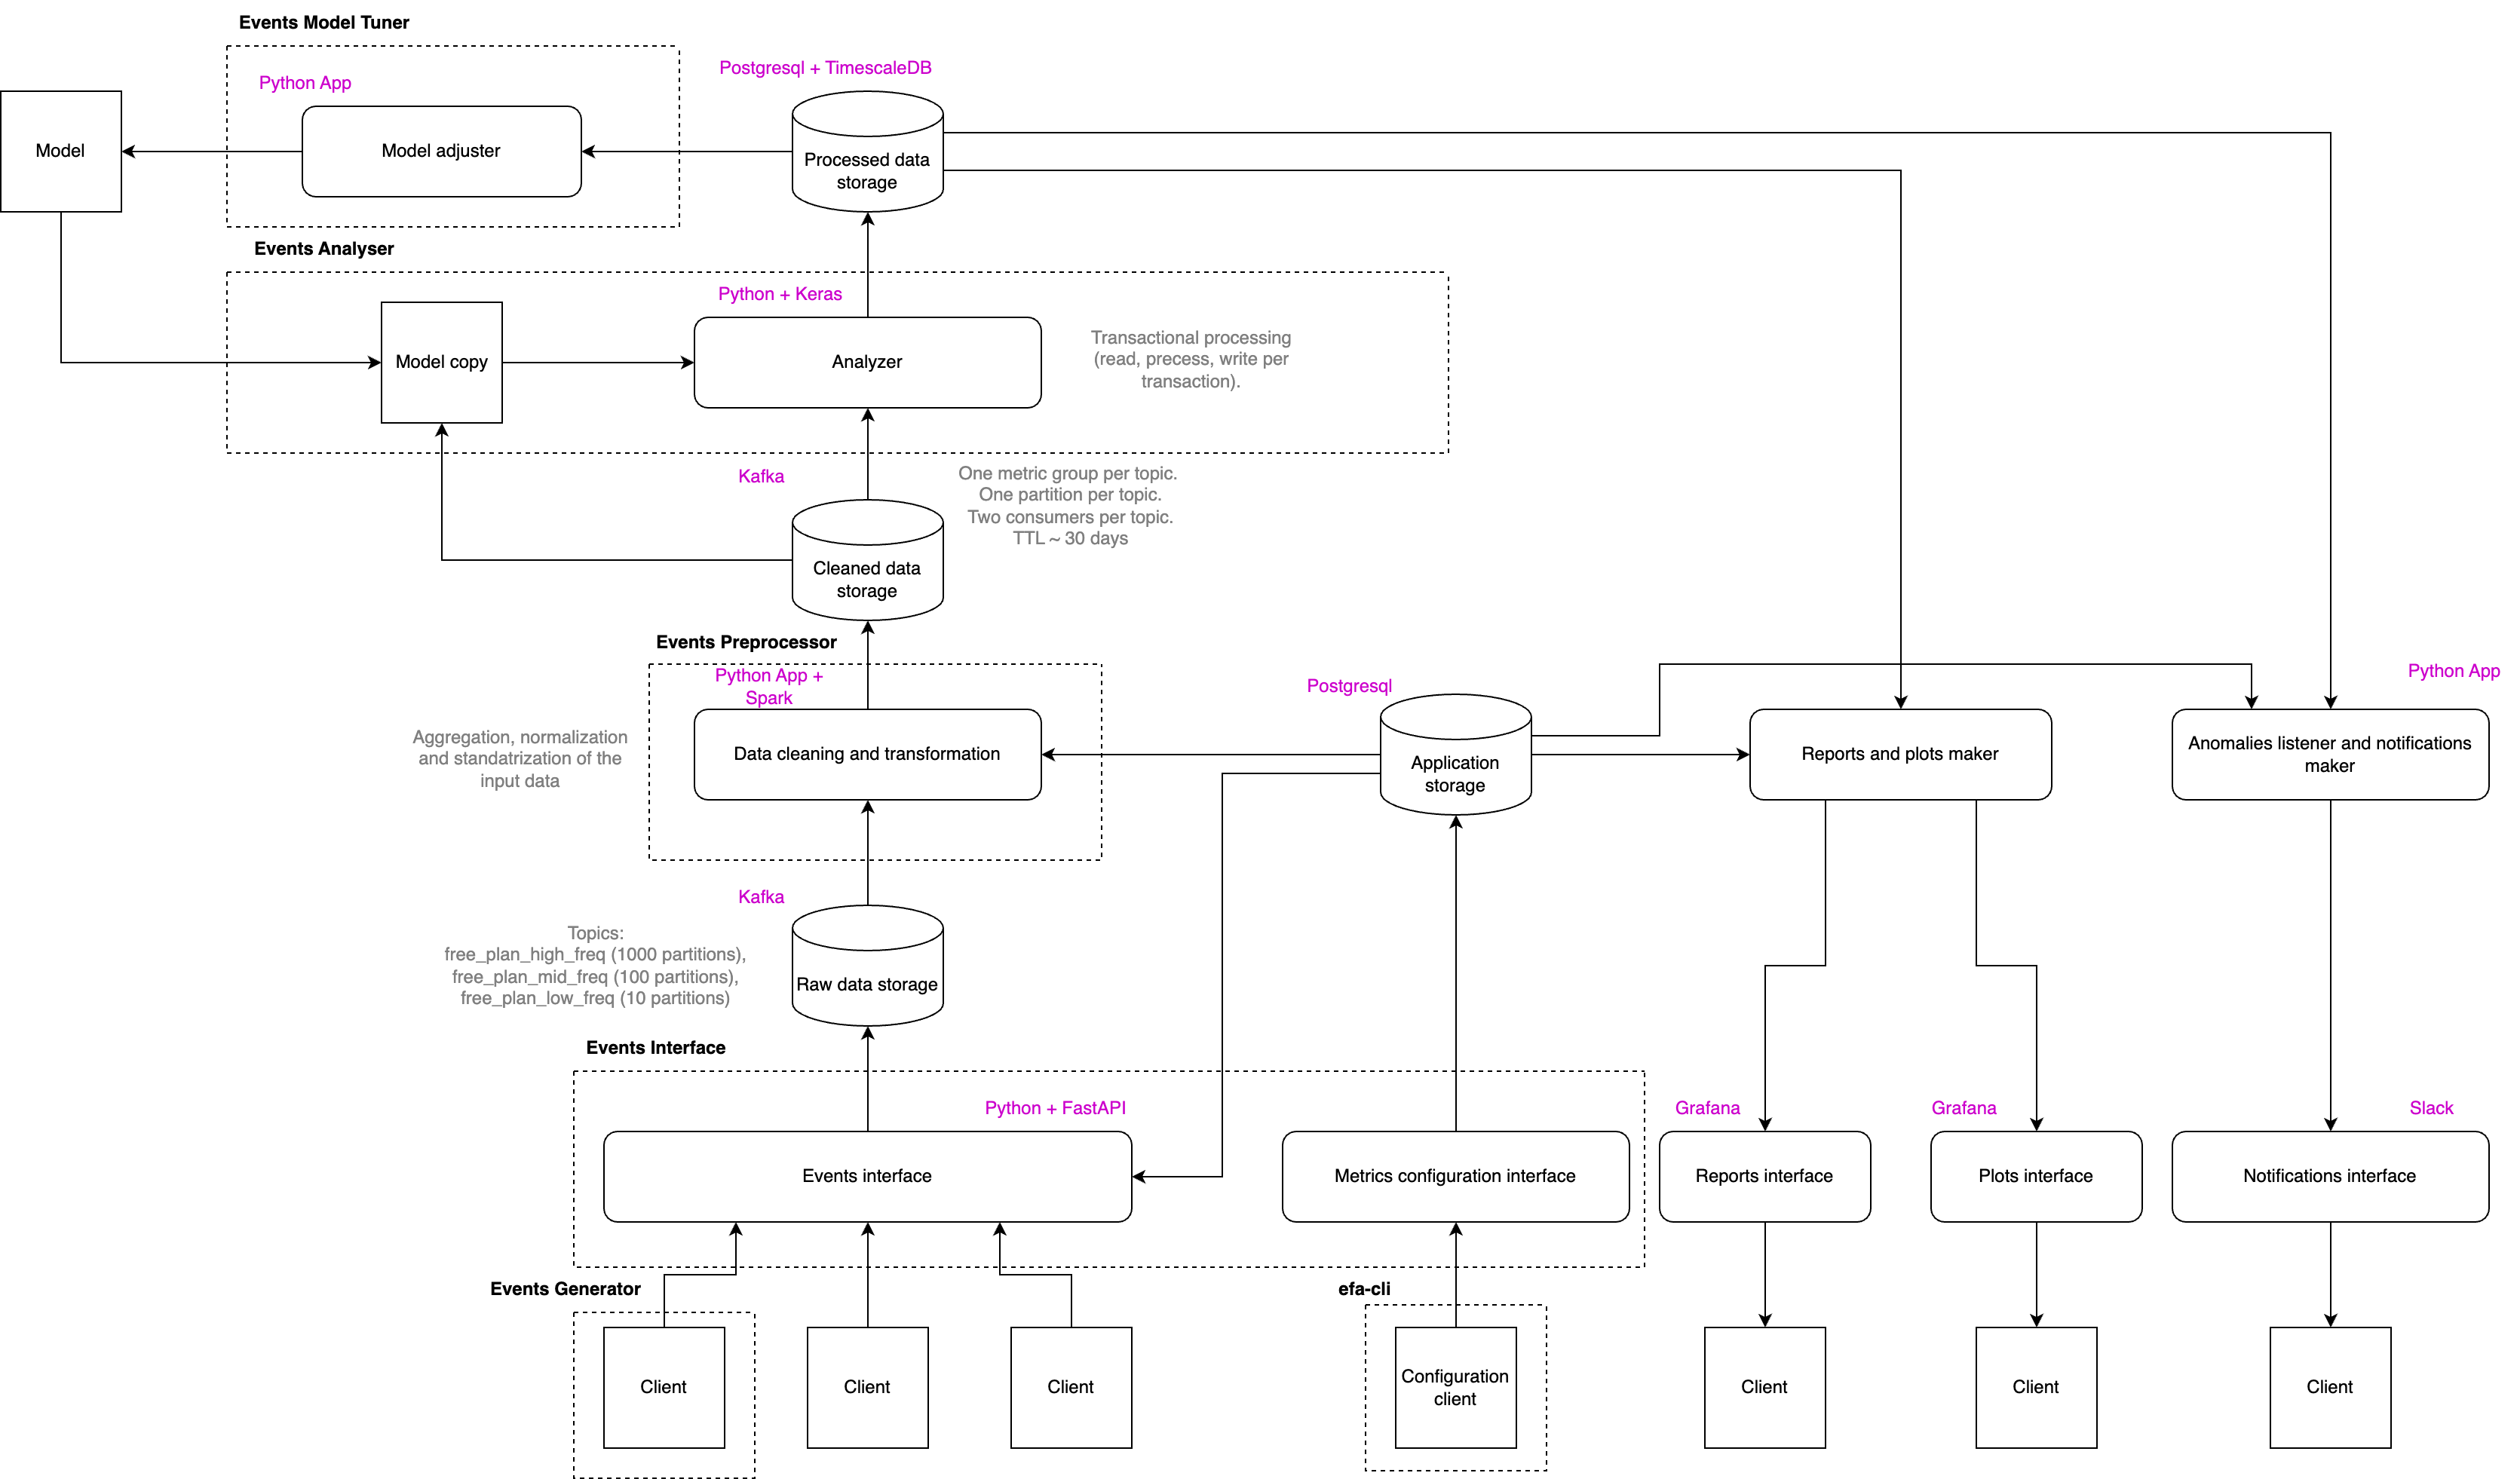 Events Model Tuner
Postgresql + TimescaleDB
Python App
Model
Model adjuster
Processed data
storage
Events Analyser
Python + Keras
Model copy
Analyzer
Transactional processing
(read, precess, write per
transaction).
Kafka
One metric group per topic.
One partition per topic.
Two consumers per topic.
TTL ~ 30 days
Cleaned data
storage
Events Preprocessor
Python App +
Spark
Aggregation, normalization
and standatrization of the
input data
Data cleaning and transformation
Postgresql
Application
storage
Reports and plots maker
Python App
Anomalies listener and notifications
maker
Kafka
Topics:
free_plan_high_freq (1000 partitions),
free_plan_mid_freq (100 partitions),
free_plan_low_freq (10 partitions)
Raw data storage
Events Interface
Python + FastAPI
Grafana
Grafana
Slack
Events interface
Metrics configuration interface
Reports interface
Plots interface
Notifications interface
Events Generator
efa-cli
Client
Client
Client
Configuration
client
Client
Client
Client